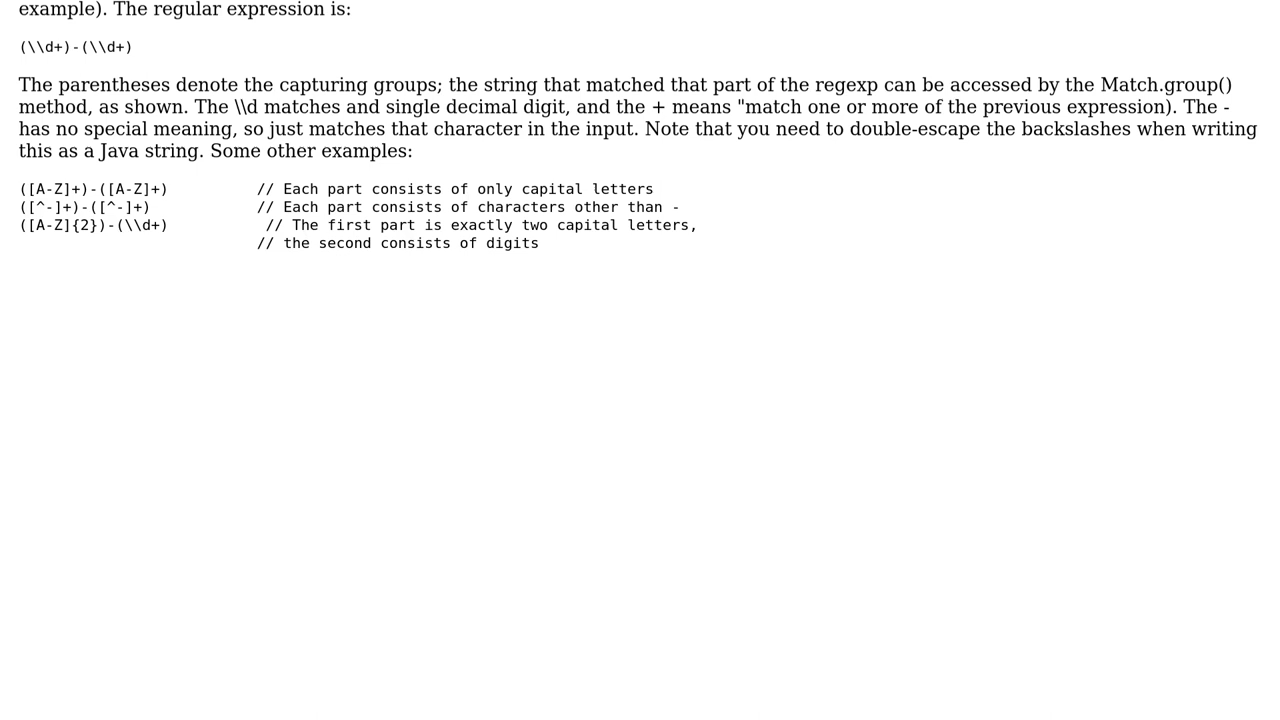 example). The regular expression is:
(\\d+)-(\\d+)
The parentheses denote the capturing groups; the string that matched that part of the regexp can be accessed by the Match.group()
method, as shown. The \\d matches and single decimal digit, and the + means "match one or more of the previous expression). The -
has no special meaning, so just matches that character in the input. Note that you need to double-escape the backslashes when writing
this as a Java string. Some other examples:
([A-Z]+)-([A-Z]+)          // Each part consists of only capital letters
([^-]+)-([^-]+)            // Each part consists of characters other than -
([A-Z]{2})-(\\d+)           // The first part is exactly two capital letters,
                           // the second consists of digits